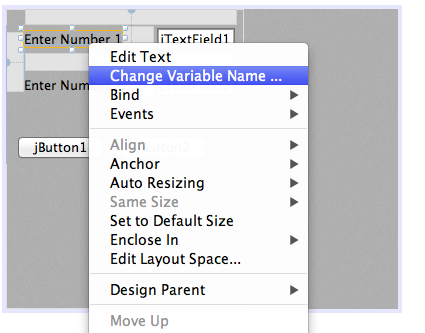 Enter Number 1
jTextField1
Edit Text
Change Variable Name ...
Enter Num
Bind
Events
jButton1
Align
Anchor
Auto Resizing
Same Size
Set to Default Size
Enclose In
Edit Layout Space...
Design Parent
Move Up